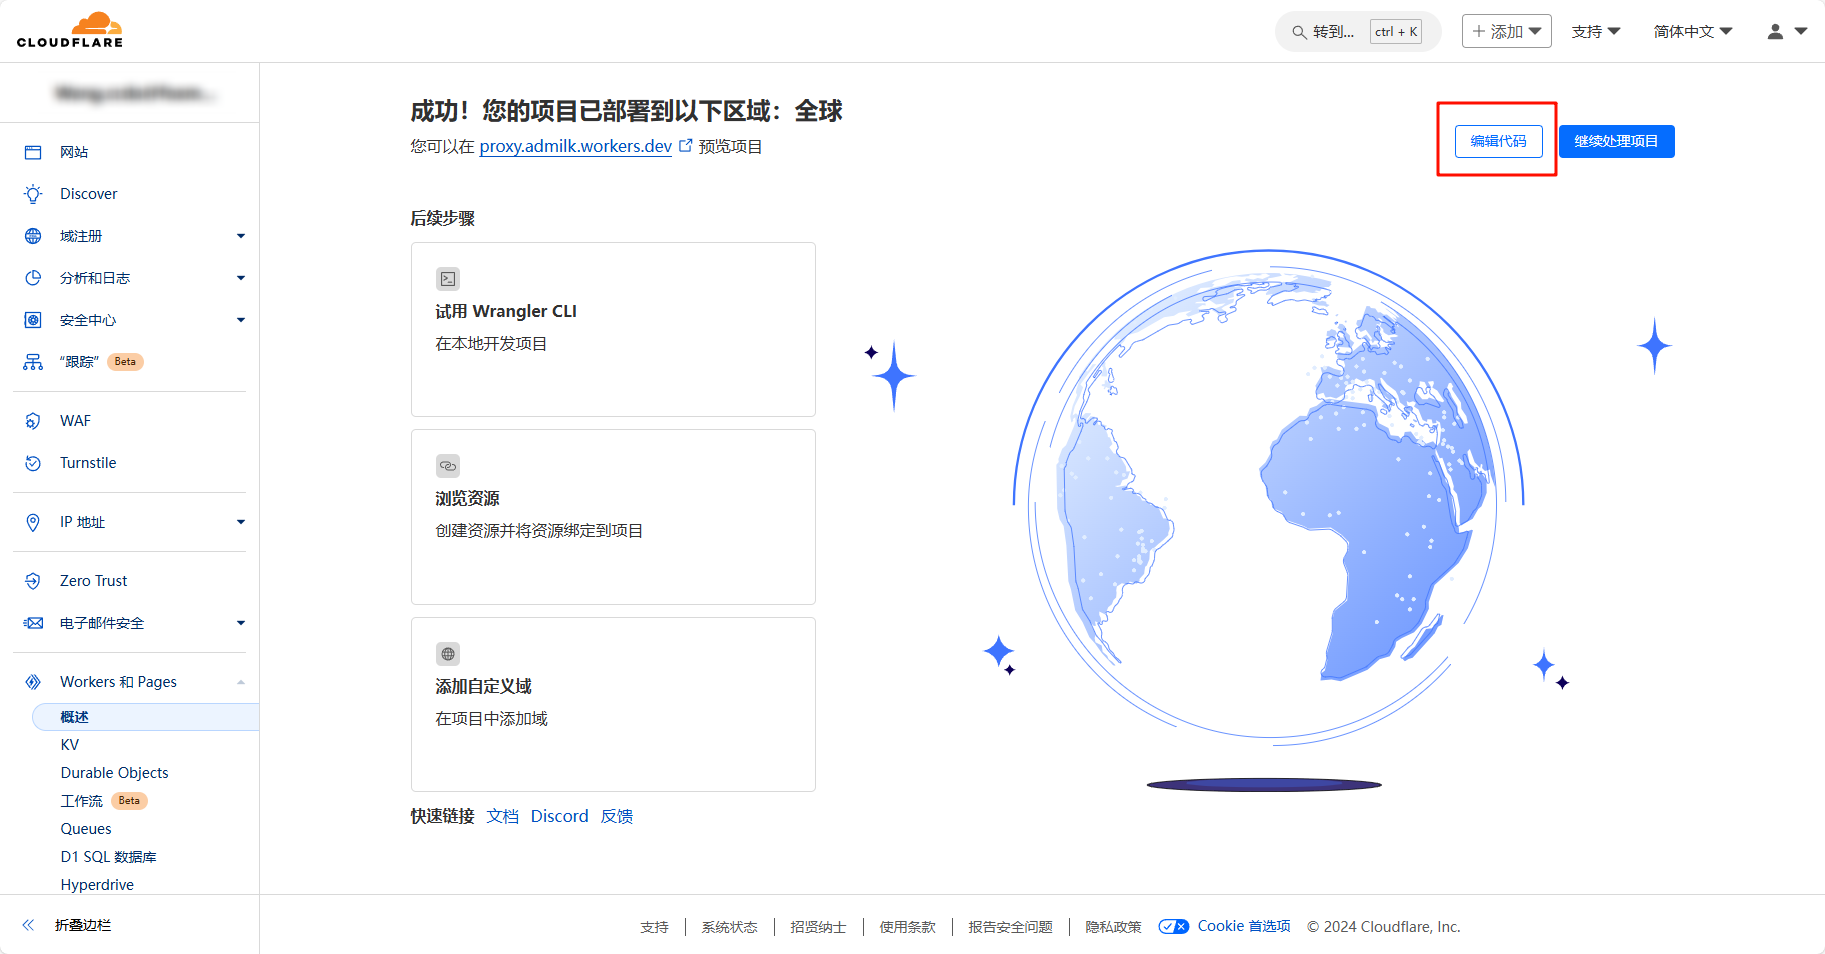 CLOUDFLARE
转到... ctrl + K
添加
支持
简体中文
网站
Discover
域注册
分析和日志
安全中心
“跟踪” Beta
WAF
Turnstile
IP 地址
Zero Trust
电子邮件安全
Workers 和 Pages
概述
KV
Durable Objects
工作流 Beta
Queues
D1 SQL 数据库
Hyperdrive
折叠边栏
成功！您的项目已部署到以下区域：全球
您可以在 proxy.admilk.workers.dev 预览项目
编辑代码
继续处理项目
后续步骤
试用 Wrangler CLI
在本地开发项目
浏览资源
创建资源并将资源绑定到项目
添加自定义域
在项目中添加域
快速链接 文档 Discord 反馈
支持 系统状态 招贤纳士 使用条款 报告安全问题 隐私政策 Cookie 首选项 © 2024 Cloudflare, Inc.